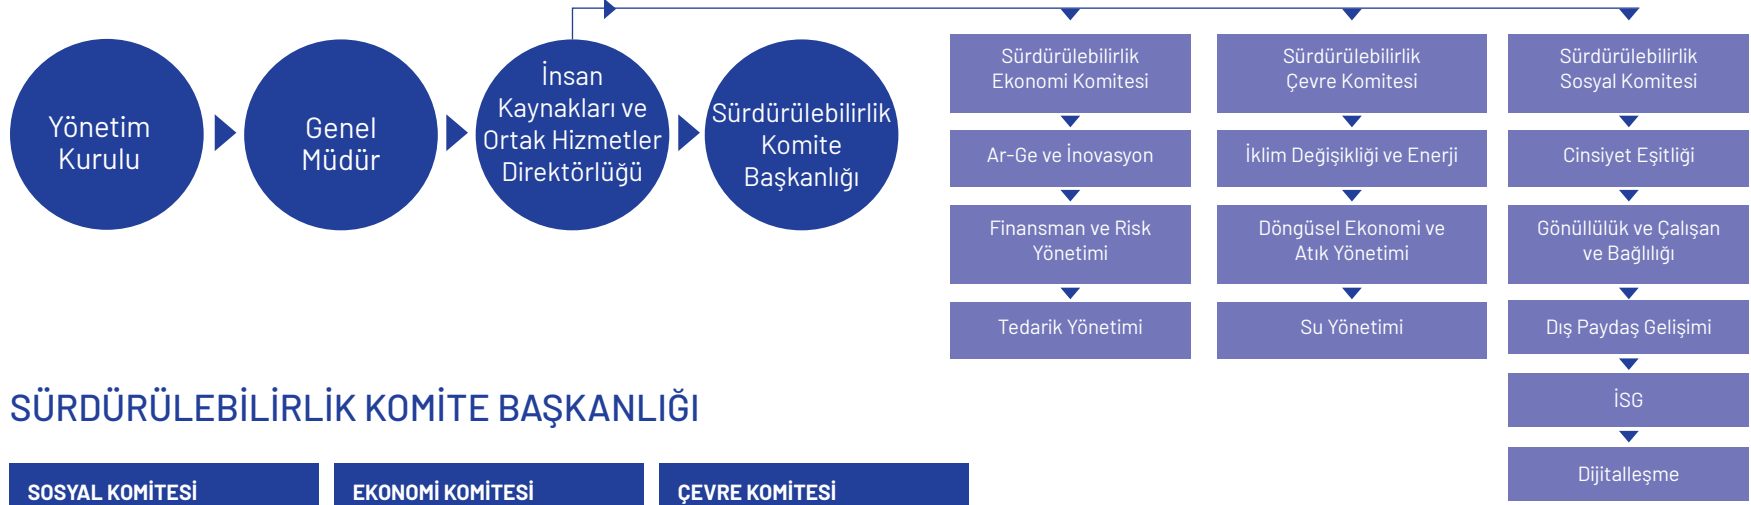 Yönetim
Kurulu
Genel
Müdür
İnsan
Kaynakları ve
Ortak Hizmetler
Direktörlüğü
Sürdürülebilirlik
Komite
Başkanlığı
Sürdürülebilirlik
Ekonomi Komitesi
Ar-Ge ve İnovasyon
Finansman ve Risk
Yönetimi
Tedarik Yönetimi
Sürdürülebilirlik
Çevre Komitesi
İklim Değişikliği ve Enerji
Döngüsel Ekonomi ve
Atık Yönetimi
Su Yönetimi
Sürdürülebilirlik
Sosyal Komitesi
Cinsiyet Eşitliği
Gönüllülük ve Çalışan
ve Bağlılığı
Dış Paydaş Gelişimi
İSG
Dijitalleşme
SÜRDÜRÜLEBİLİRLİK KOMİTE BAŞKANLIĞI
SOSYAL KOMİTESİ
EKONOMİ KOMİTESİ
ÇEVRE KOMİTESİ